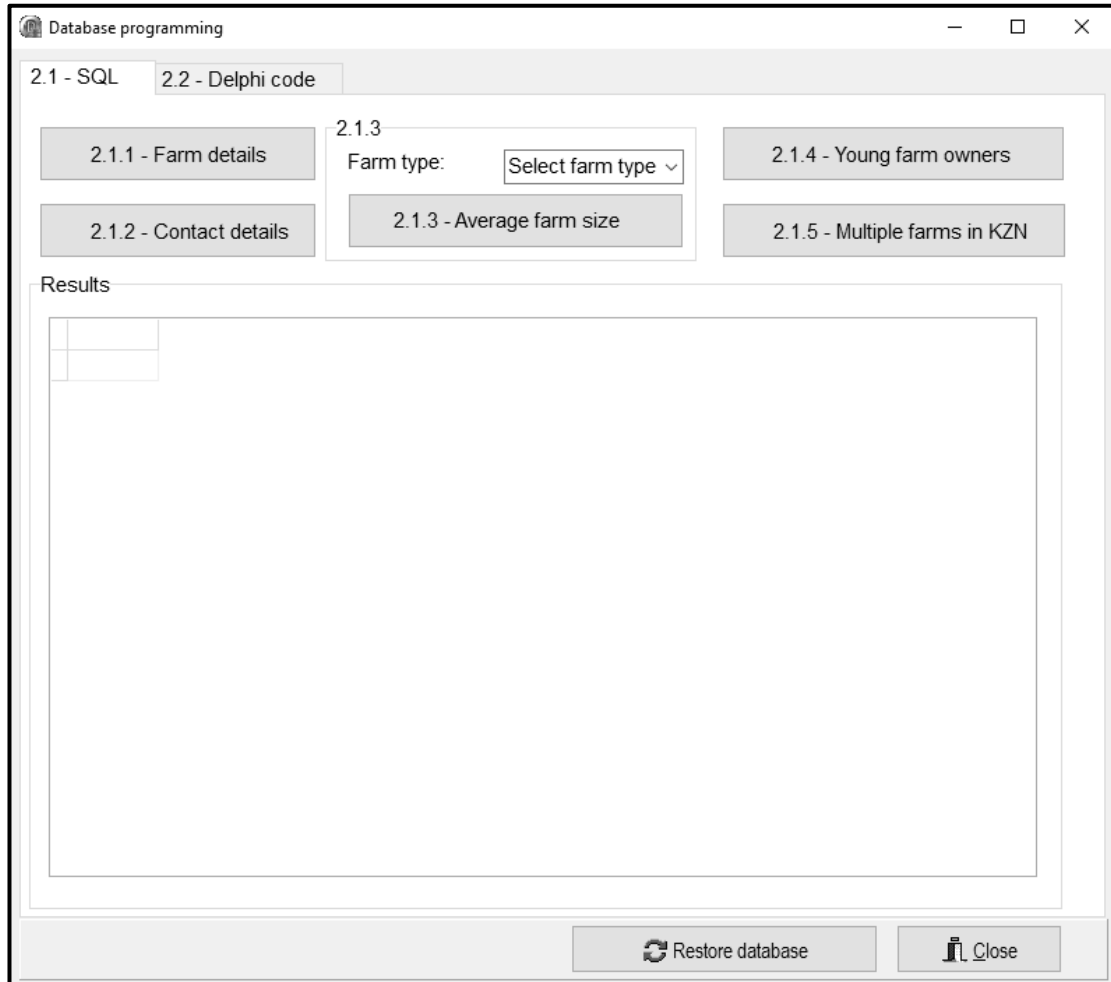 Database programming
2.1 - SQL
2.2 - Delphi code
2.1.1 - Farm details
2.1.2 - Contact details
2.1.3
Farm type:
Select farm type
2.1.3 - Average farm size
2.1.4 - Young farm owners
2.1.5 - Multiple farms in KZN
Results
Restore database
Close